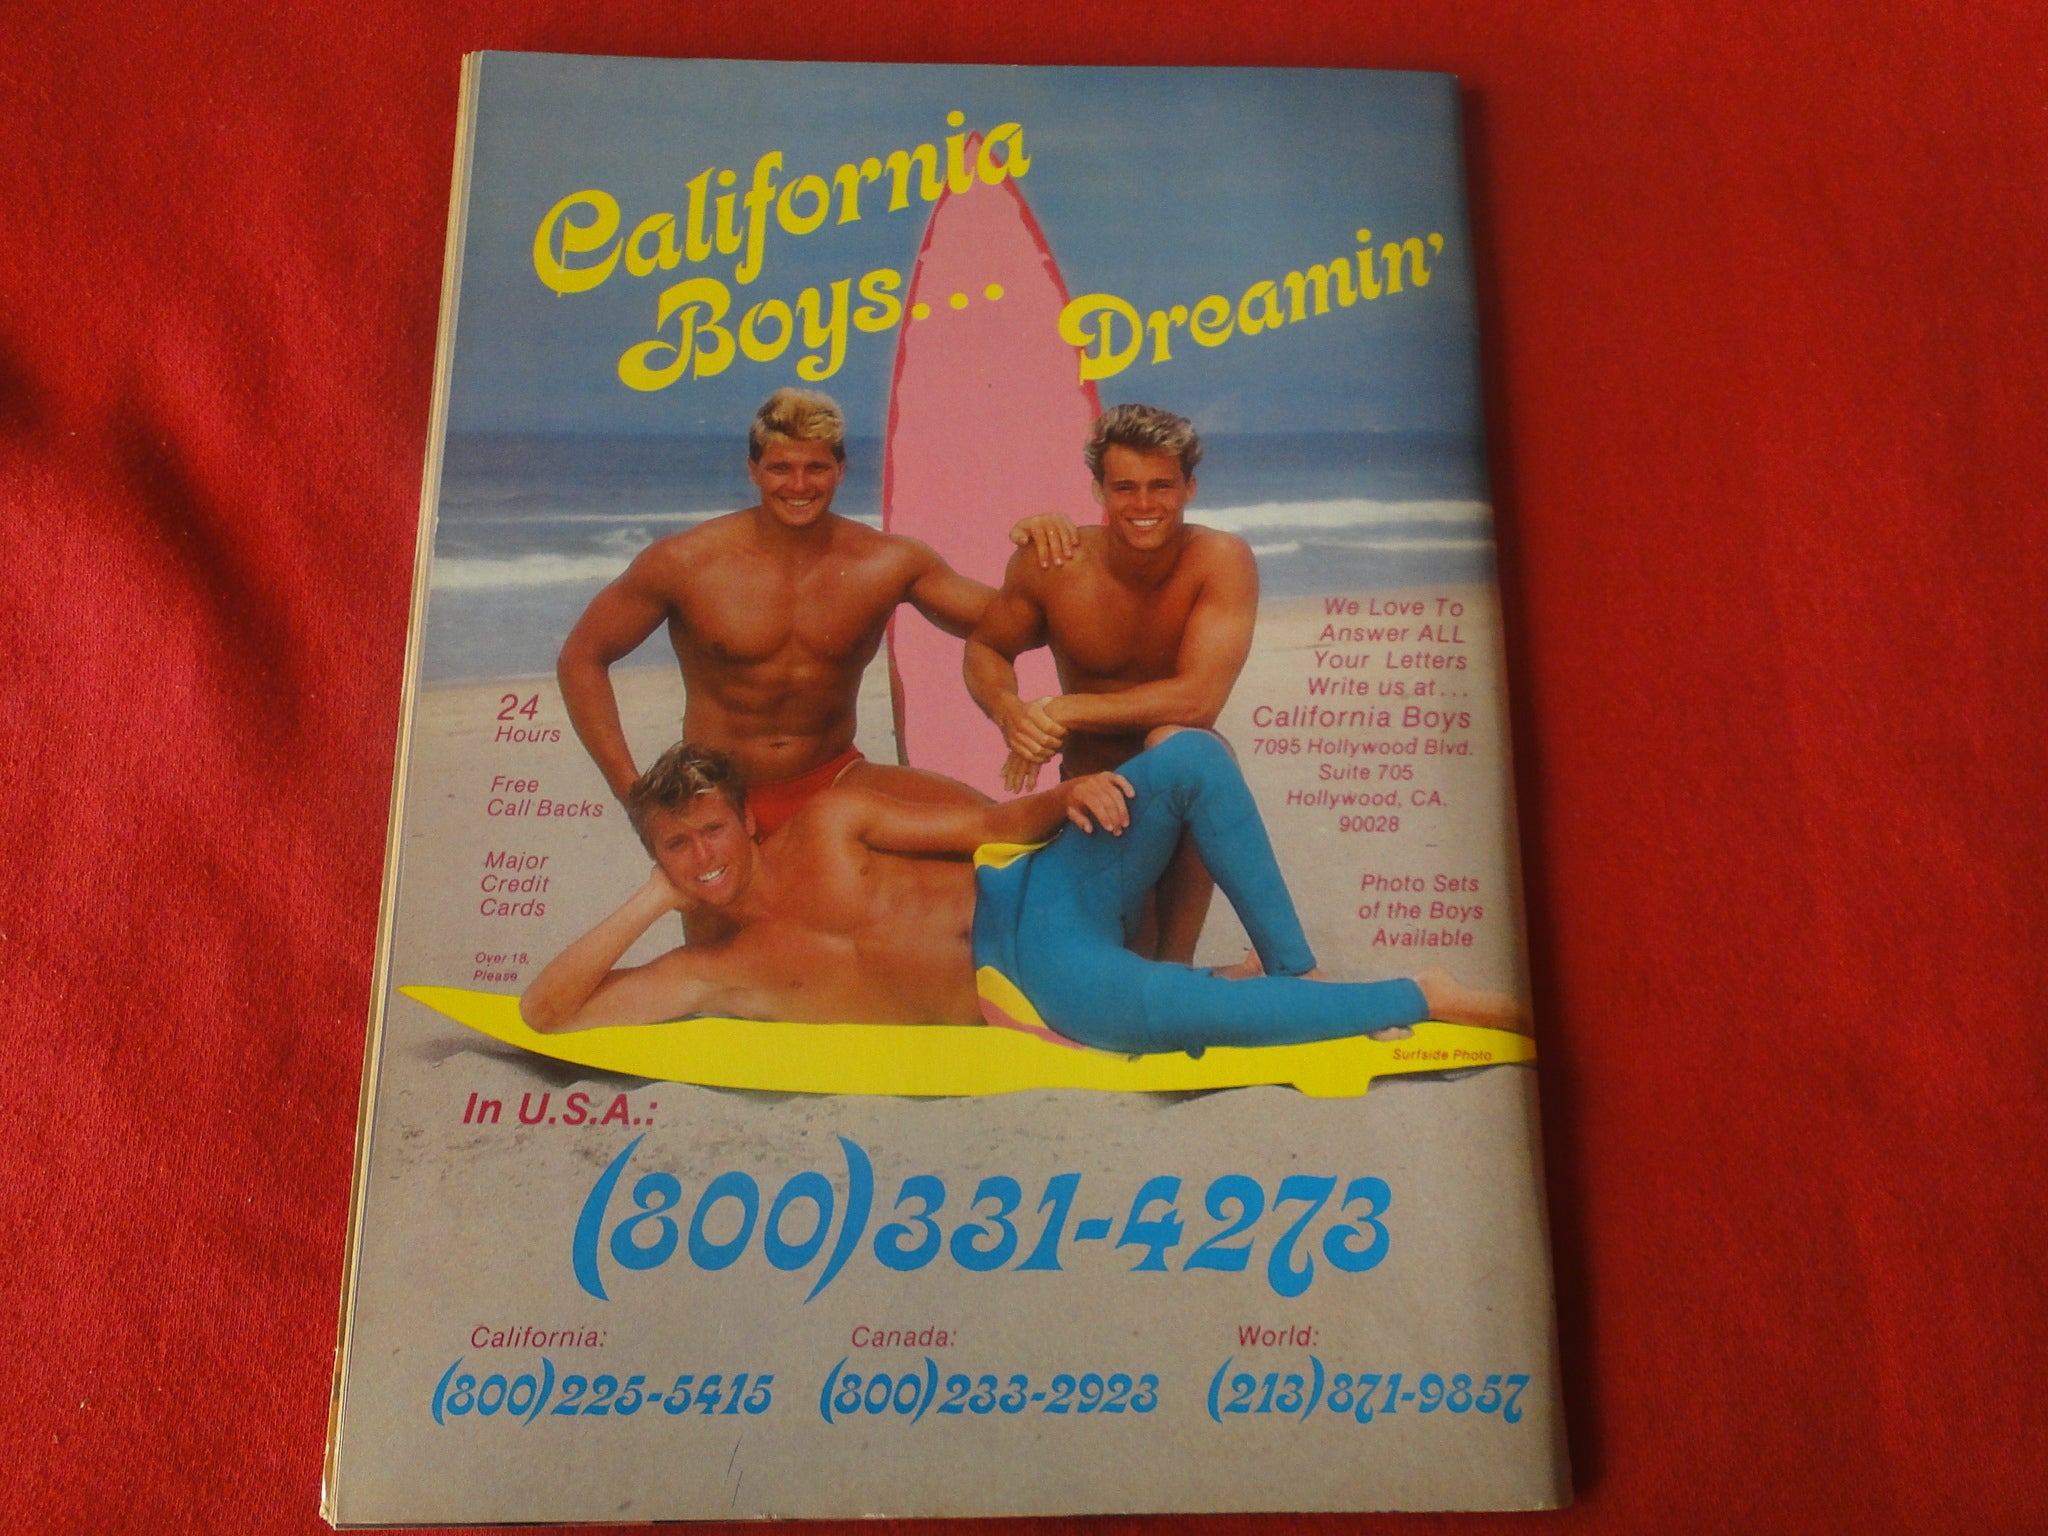 California
Boys...
Dreamin'
We Love To
Answer ALL
Your Letters
Write us at...
California Boys
7095 Hollywood Blvd.
Suite 705
Hollywood, CA.
90028
24
Hours
Free
Call Backs
Major
Credit
Cards
Over 18,
Please
Photo Sets
of the Boys
Available
Surfside Photo
In U.S.A.:
(800)331-4273
California:
(800)225-5415
Canada:
(800)233-2923
World:
(213)871-9857